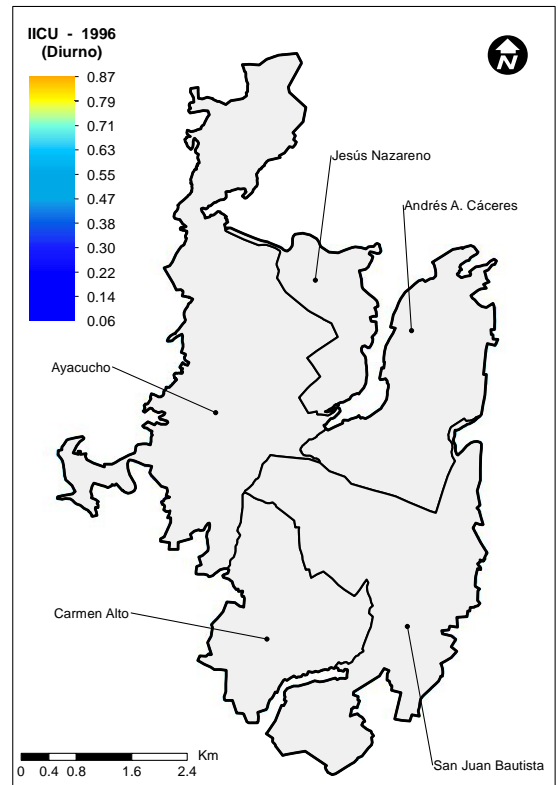 IICU - 1996
(Diurno)
0.87
0.79
0.71
0.63
0.55
0.47
0.38
0.30
0.22
0.14
0.06
N
Jesús Nazareno
Andrés A. Cáceres
Ayacucho
Carmen Alto
San Juan Bautista
Km
0 0.4 0.8 1.6 2.4